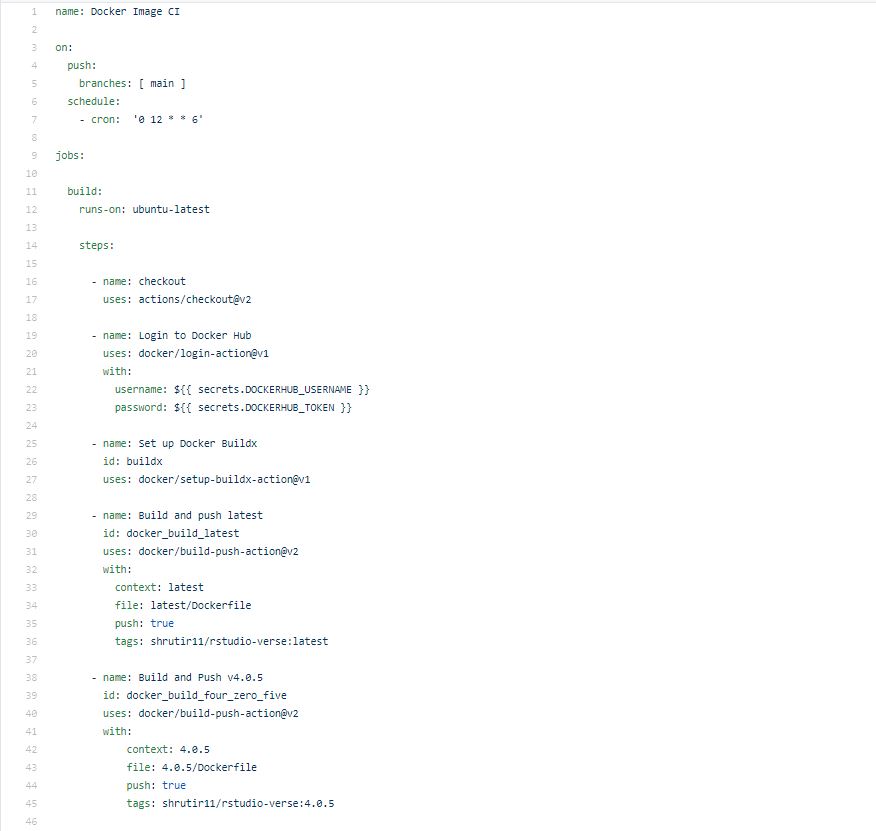 1 name: Docker Image CI
2
3 on:
4   push:
5     branches: [ main ]
6   schedule:
7     - cron:  '0 12 * * 6'
8
9 jobs:
10
11   build:
12     runs-on: ubuntu-latest
13
14     steps:
15
16       - name: checkout
17         uses: actions/checkout@v2
18
19       - name: Login to Docker Hub
20         uses: docker/login-action@v1
21         with:
22           username: ${{ secrets.DOCKERHUB_USERNAME }}
23           password: ${{ secrets.DOCKERHUB_TOKEN }}
24
25       - name: Set up Docker Buildx
26         id: buildx
27         uses: docker/setup-buildx-action@v1
28
29       - name: Build and push latest
30         id: docker_build_latest
31         uses: docker/build-push-action@v2
32         with:
33           context: latest
34           file: latest/Dockerfile
35           push: true
36           tags: shrutir11/rstudio-verse:latest
37
38       - name: Build and Push v4.0.5
39         id: docker_build_four_zero_five
40         uses: docker/build-push-action@v2
41         with:
42             context: 4.0.5
43             file: 4.0.5/Dockerfile
44             push: true
45             tags: shrutir11/rstudio-verse:4.0.5
46